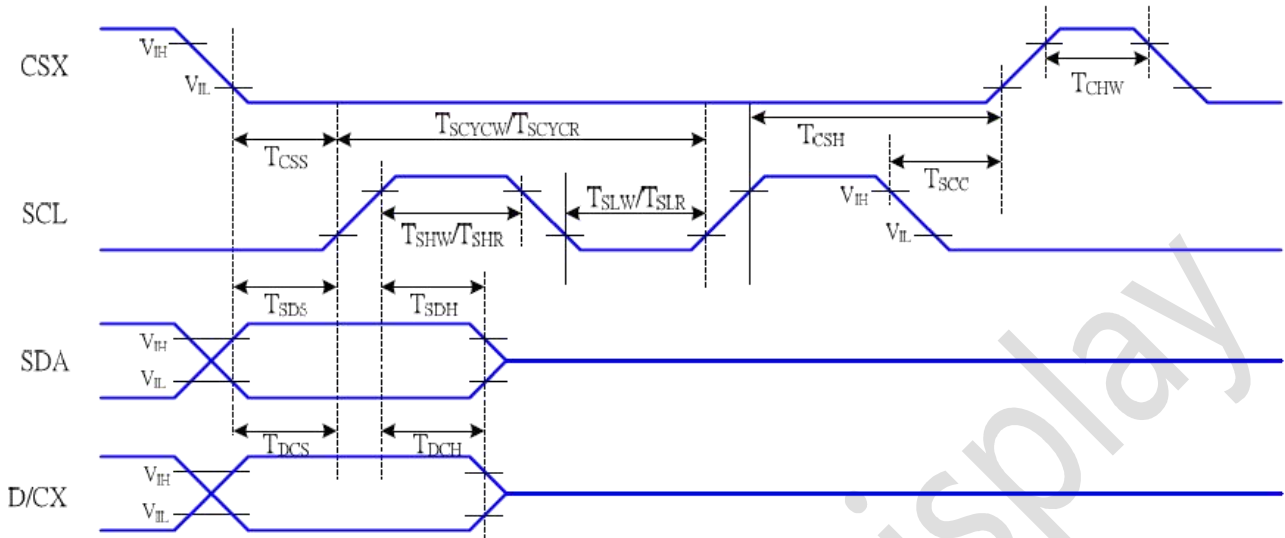 CSX
VIH
VIL
TCHW
TSCYCW/TSCYCR
TCSS
TCSH
TSCC
SCL
TSHW/TSHR
TSLW/TSLR
VIH
VIL
TSDS
TSDH
SDA
VIH
VIL
TDCS
TDCH
D/CX
VIH
VIL
isplay